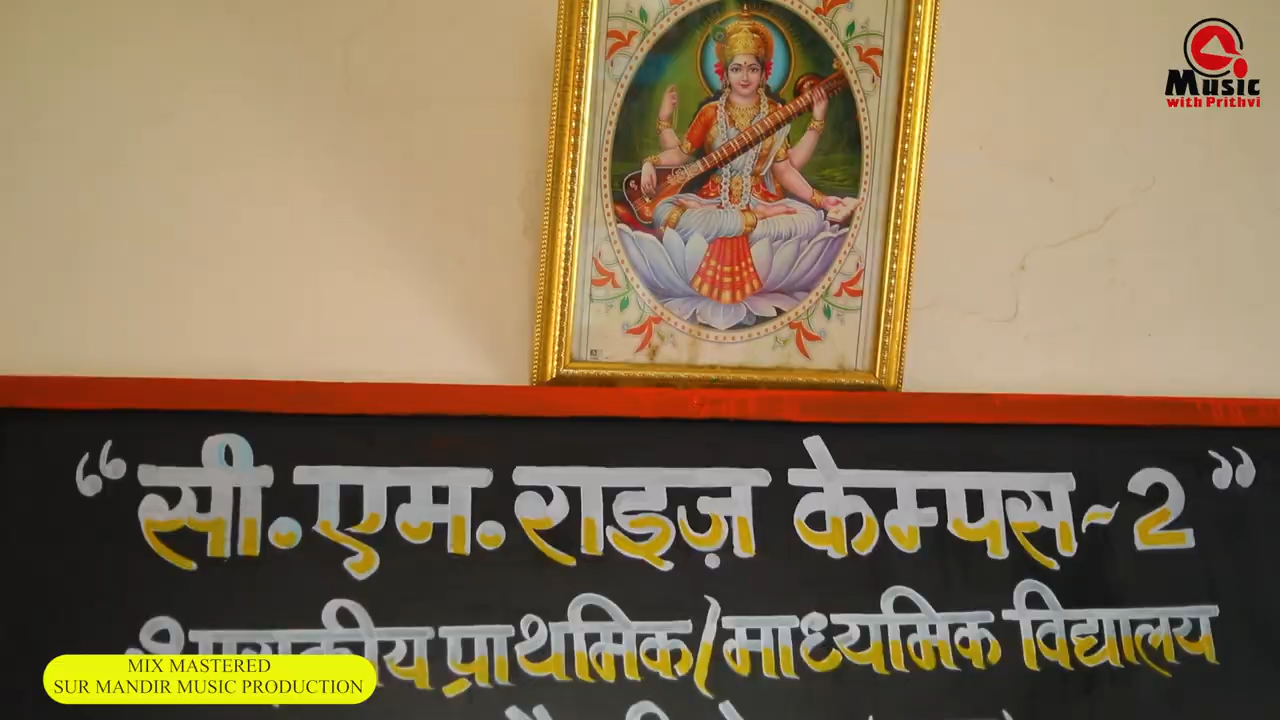 Music
with Prithvi
“सी.एम.राइज़ केम्पस~2”
प्राथमिक/माध्यमिक विद्यालय
MIX MASTERED
SUR MANDIR MUSIC PRODUCTION